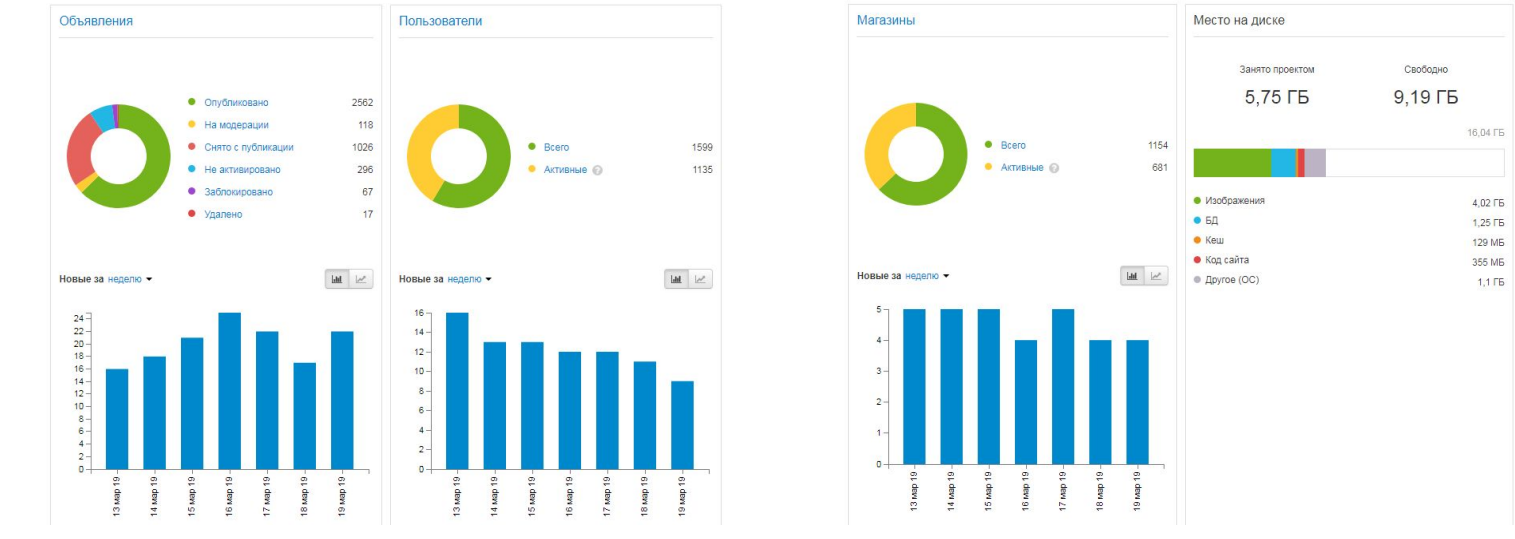 Объявления
Опубликовано 2562
На модерации 118
Снято с публикации 1026
Не активировано 296
Заблокировано 67
Удалено 17
Новые за неделю
24
22
20
18
16
14
12
10
8
6
4
2
0
13 мар 19
14 мар 19
15 мар 19
16 мар 19
17 мар 19
18 мар 19
19 мар 19
Пользователи
Всего 1599
Активные ? 1135
Новые за неделю
16
14
12
10
8
6
4
2
0
13 мар 19
14 мар 19
15 мар 19
16 мар 19
17 мар 19
18 мар 19
19 мар 19
Магазины
Всего 1154
Активные ? 681
Новые за неделю
5
4
3
2
1
0
13 мар 19
14 мар 19
15 мар 19
16 мар 19
17 мар 19
18 мар 19
19 мар 19
Место на диске
Занято проектом Свободно
5,75 ГБ 9,19 ГБ
16,04 ГБ
Изображения 4,02 ГБ
БД 1,25 ГБ
Кеш 129 МБ
Код сайта 355 МБ
Другое (ОС) 1,1 ГБ